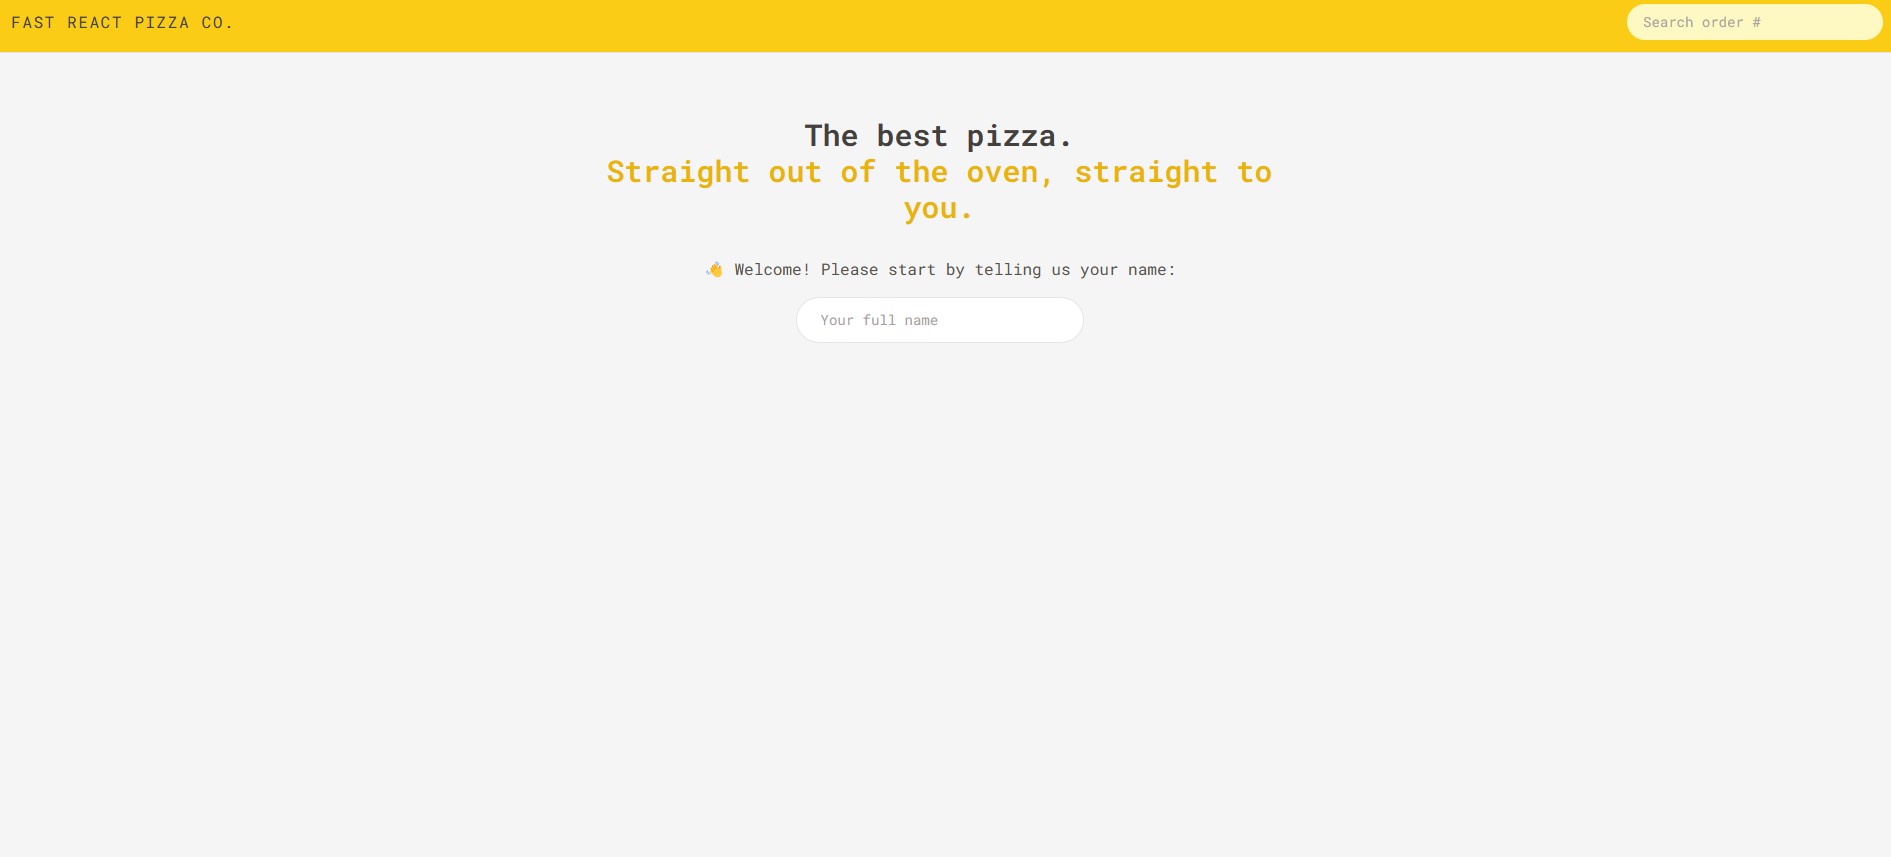 FAST REACT PIZZA CO.
Search order #
The best pizza.
Straight out of the oven, straight to
you.
👋 Welcome! Please start by telling us your name:
Your full name